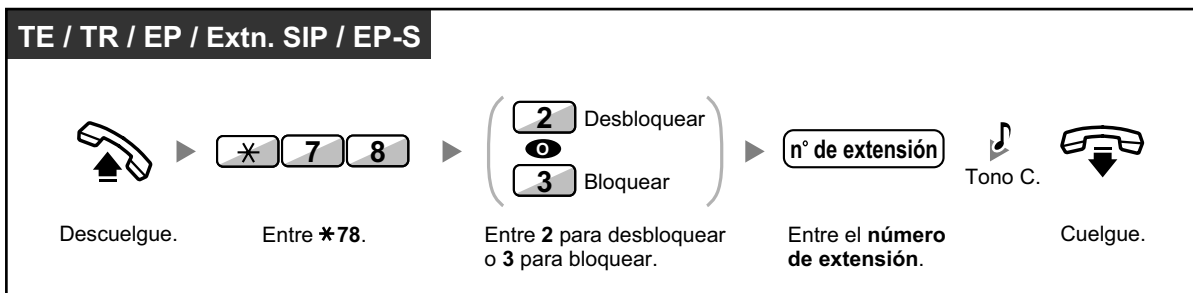 TE / TR / EP / Extn. SIP / EP-S
2 Desbloquear
7 8
o
n° de extensión
3 Bloquear
Tono C.
Descuelgue.
Entre *78.
Entre 2 para desbloquear
o 3 para bloquear.
Entre el número
de extensión.
Cuelgue.